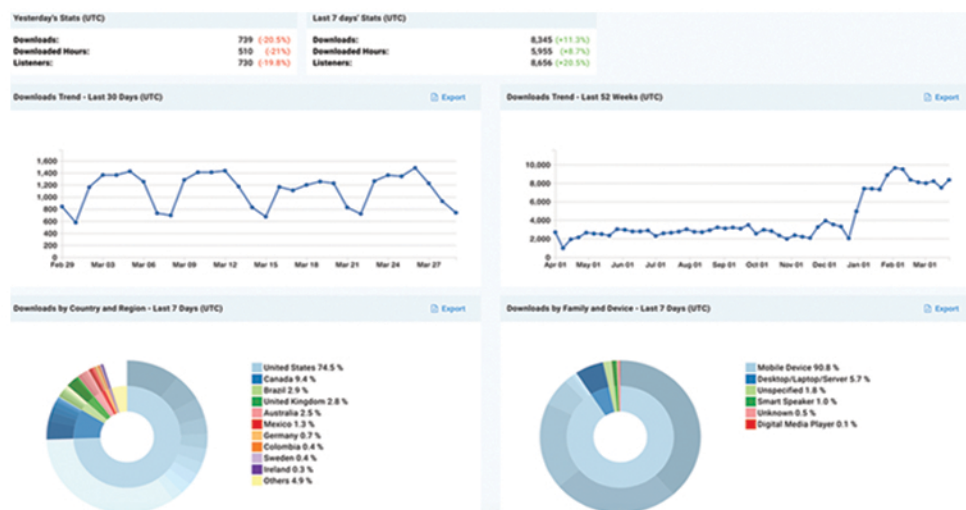 Yesterday's Stats (UTC)
Downloads: 739 (-20.5%)
Downloaded Hours: 510 (-21%)
Listeners: 730 (-19.8%)
Last 7 days' Stats (UTC)
Downloads: 8,345 (+11.3%)
Downloaded Hours: 5,955 (+8.7%)
Listeners: 8,656 (+20.5%)
Downloads Trend - Last 30 Days (UTC)
Export
1,600
1,400
1,200
1,000
800
600
400
200
0
Feb 29 Mar 03 Mar 06 Mar 09 Mar 12 Mar 15 Mar 18 Mar 21 Mar 24 Mar 27
Downloads Trend - Last 52 Weeks (UTC)
Export
10,000
8,000
6,000
4,000
2,000
0
Apr 01 May 01 Jun 01 Jul 01 Aug 01 Sep 01 Oct 01 Nov 01 Dec 01 Jan 01 Feb 01 Mar 01
Downloads by Country and Region - Last 7 Days (UTC)
Export
United States 74.5 %
Canada 9.4 %
Brazil 2.9 %
United Kingdom 2.8 %
Australia 2.5 %
Mexico 1.3 %
Germany 0.7 %
Colombia 0.4 %
Sweden 0.4 %
Ireland 0.3 %
Others 4.9 %
Downloads by Family and Device - Last 7 Days (UTC)
Export
Mobile Device 90.8 %
Desktop/Laptop/Server 5.7 %
Unspecified 1.8 %
Smart Speaker 1.0 %
Unknown 0.5 %
Digital Media Player 0.1 %